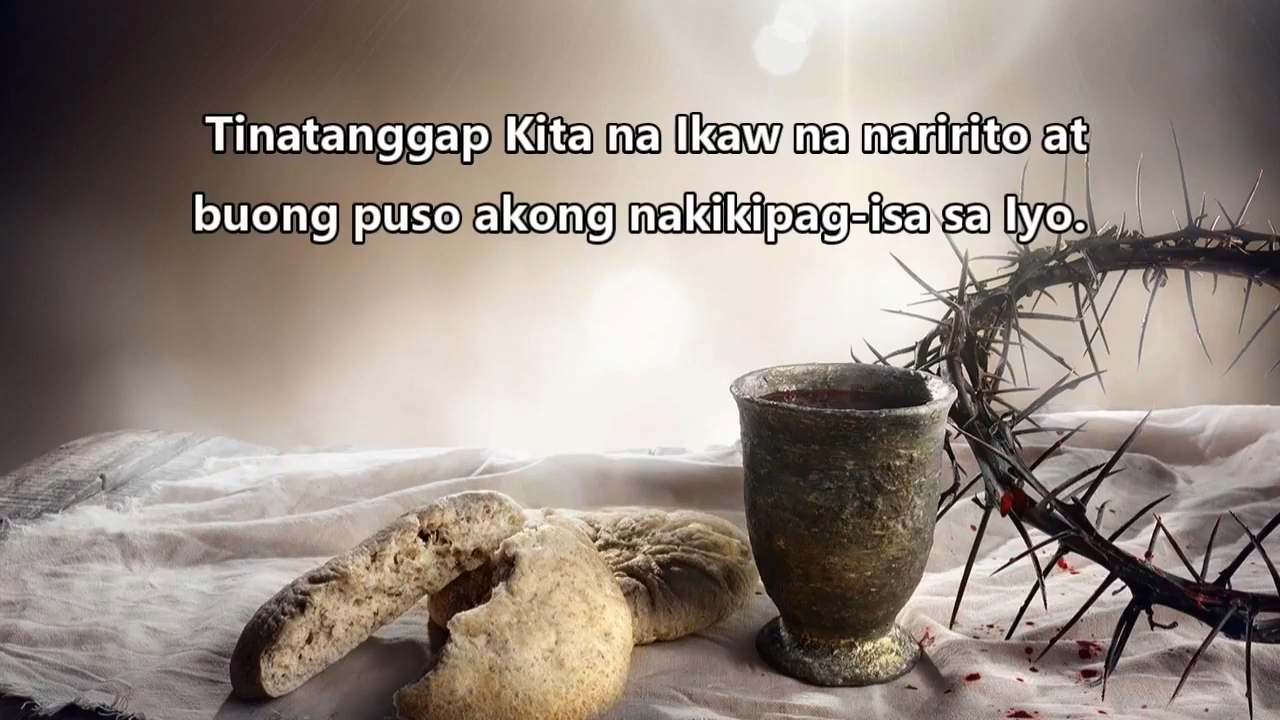 Tinatanggap Kita na Ikaw na naririto at
buong puso akong nakikipag-isa sa Iyo.